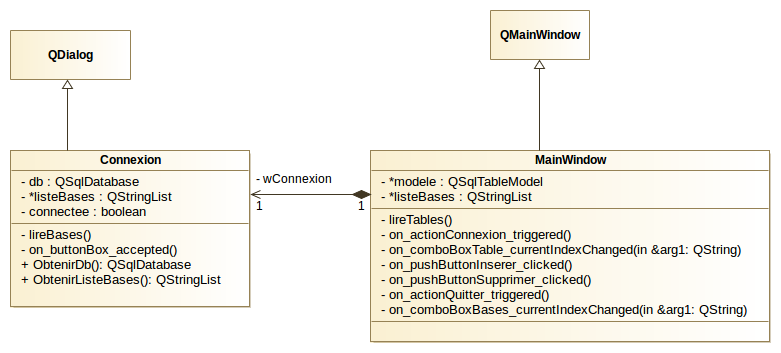 QDialog
QMainWindow
Connexion
- db : QSqlDatabase
- *listeBases : QStringList
- connectee : boolean
- lireBases()
- on_buttonBox_accepted()
+ ObtenirDb(): QSqlDatabase
+ ObtenirListeBases(): QStringList
- wConnexion
1
1
MainWindow
- *modele : QSqlTableModel
- *listeBases : QStringList
- lireTables()
- on_actionConnexion_triggered()
- on_comboBoxTable_currentIndexChanged(in &arg1: QString)
- on_pushButtonInserer_clicked()
- on_pushButtonSupprimer_clicked()
- on_actionQuitter_triggered()
- on_comboBoxBases_currentIndexChanged(in &arg1: QString)